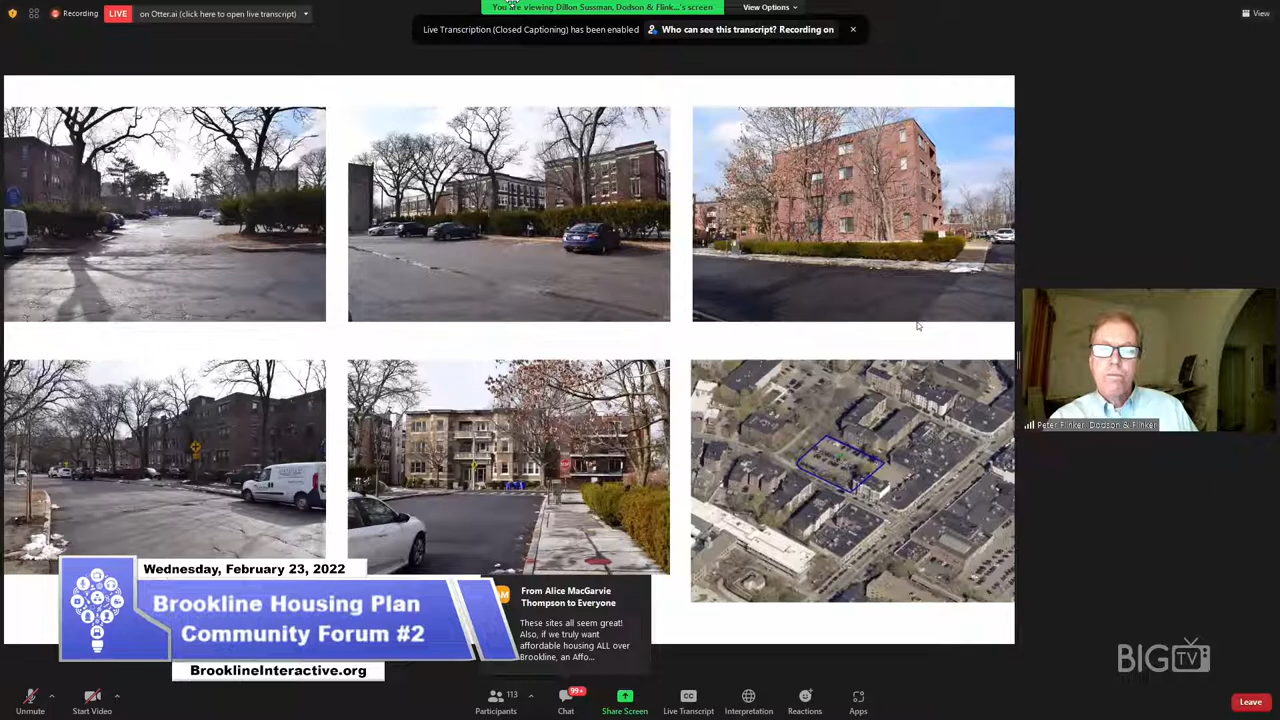 Recording
LIVE
on Otter.ai (click here to open live transcript)
You are viewing Dillon Sussman, Dodson & Flink...'s screen
View Options
View
Live Transcription (Closed Captioning) has been enabled
Who can see this transcript? Recording on
Peter Flinker, Dodson & Flinker
Wednesday, February 23, 2022
Brookline Housing Plan
Community Forum #2
BrooklineInteractive.org
From Alice MacGarvie
Thompson to Everyone
These sites all seem great!
Also, if we truly want
affordable housing ALL over
Brookline, an Affo...
BIG TV
Unmute
Start Video
113
Participants
99+
Chat
Share Screen
CC
Live Transcript
Interpretation
Reactions
Apps
Leave